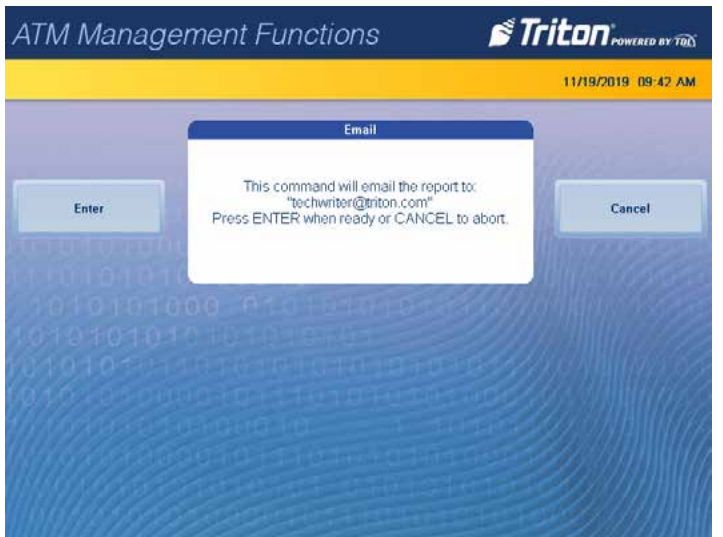 ATM Management Functions
Triton POWERED BY TDL
11/19/2019 09:42 AM
Email
This command will email the report to:
"techwriter@triton.com"
Press ENTER when ready or CANCEL to abort.
Enter
Cancel